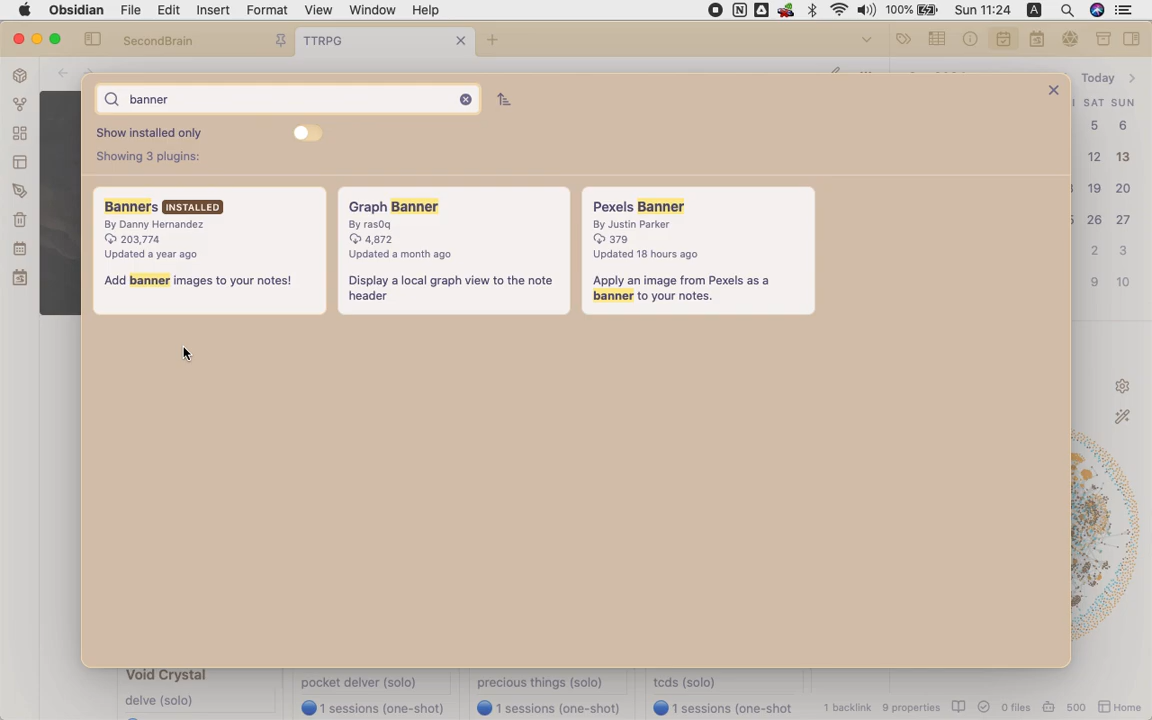 Obsidian File Edit Insert Format View Window Help 100% Sun 11:24 A
SecondBrain TTRPG
Today
banner
SAT SUN
Show installed only
5 6
Showing 3 plugins:
12 13
19 20
26 27
2 3
9 10
Banners INSTALLED
By Danny Hernandez
203,774
Updated a year ago
Add banner images to your notes!
Graph Banner
By ras0q
4,872
Updated a month ago
Display a local graph view to the note
header
Pexels Banner
By Justin Parker
379
Updated 18 hours ago
Apply an image from Pexels as a
banner to your notes.
Void Crystal
delve (solo)
pocket delver (solo)
1 sessions (one-shot)
precious things (solo)
1 sessions (one-shot)
tcds (solo)
1 sessions (one-shot
1 backlink 9 properties 0 files 500 Home